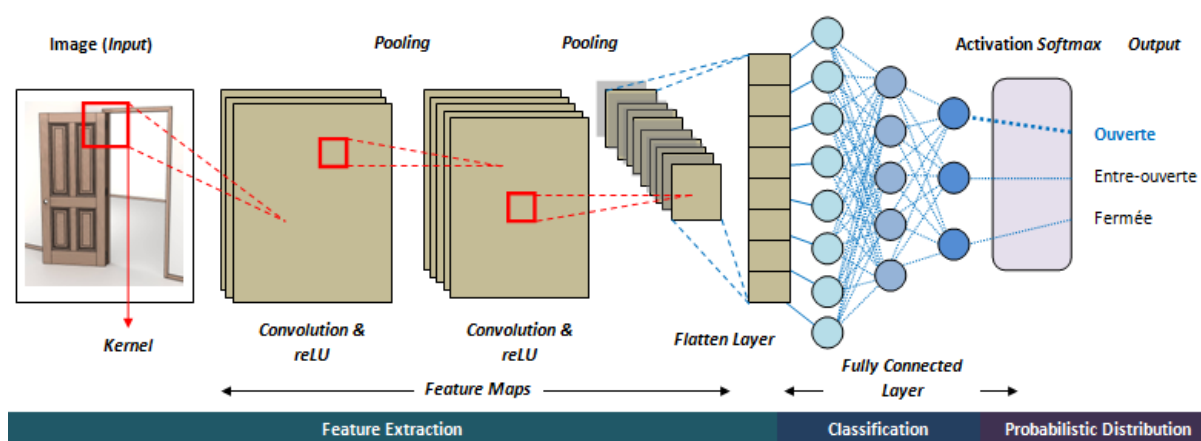 Image (Input)
Pooling
Pooling
Activation Softmax
Output
Ouverte
Entre-ouverte
Fermée
Kernel
Convolution &
reLU
Convolution &
reLU
Flatten Layer
Feature Maps
Fully Connected
Layer
Feature Extraction
Classification
Probabilistic Distribution